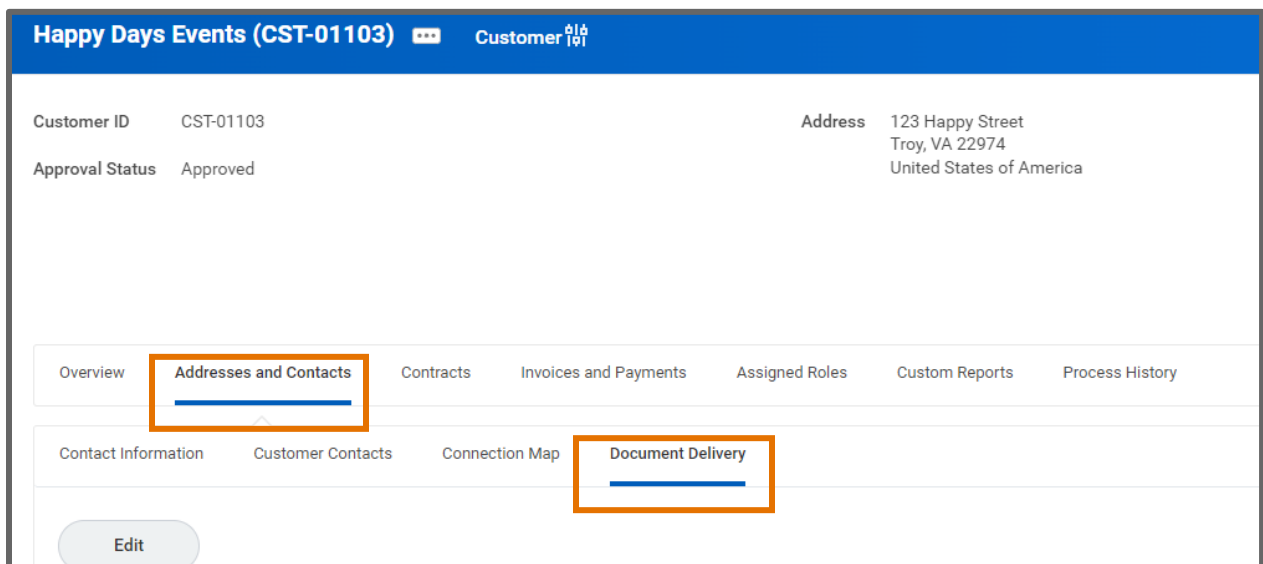 Happy Days Events (CST-01103) Customer
Customer ID CST-01103 Address 123 Happy Street
Troy, VA 22974
Approval Status Approved United States of America
Overview Addresses and Contacts Contracts Invoices and Payments Assigned Roles Custom Reports Process History
Contact Information Customer Contacts Connection Map Document Delivery
Edit